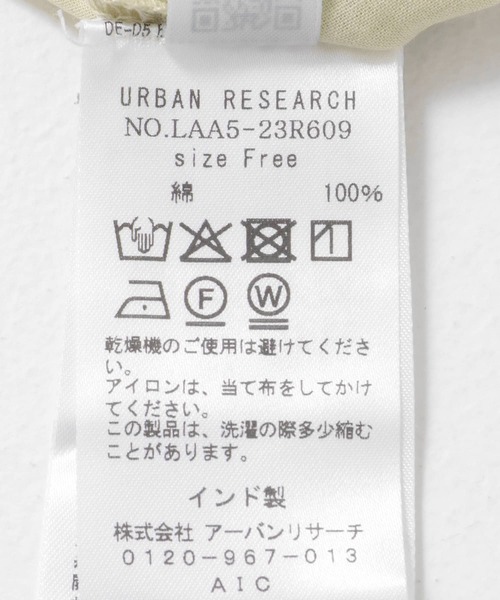 DE-05
URBAN RESEARCH
NO.LAA5-23R609
size Free
綿 100%
F W
乾燥機のご使用は避けてくださ
い。
アイロンは、当て布をしてかけ
てください。
この製品は、洗濯の際多少縮む
ことがあります。
インド製
株式会社 アーバンリサーチ
0120-967-013
AIC